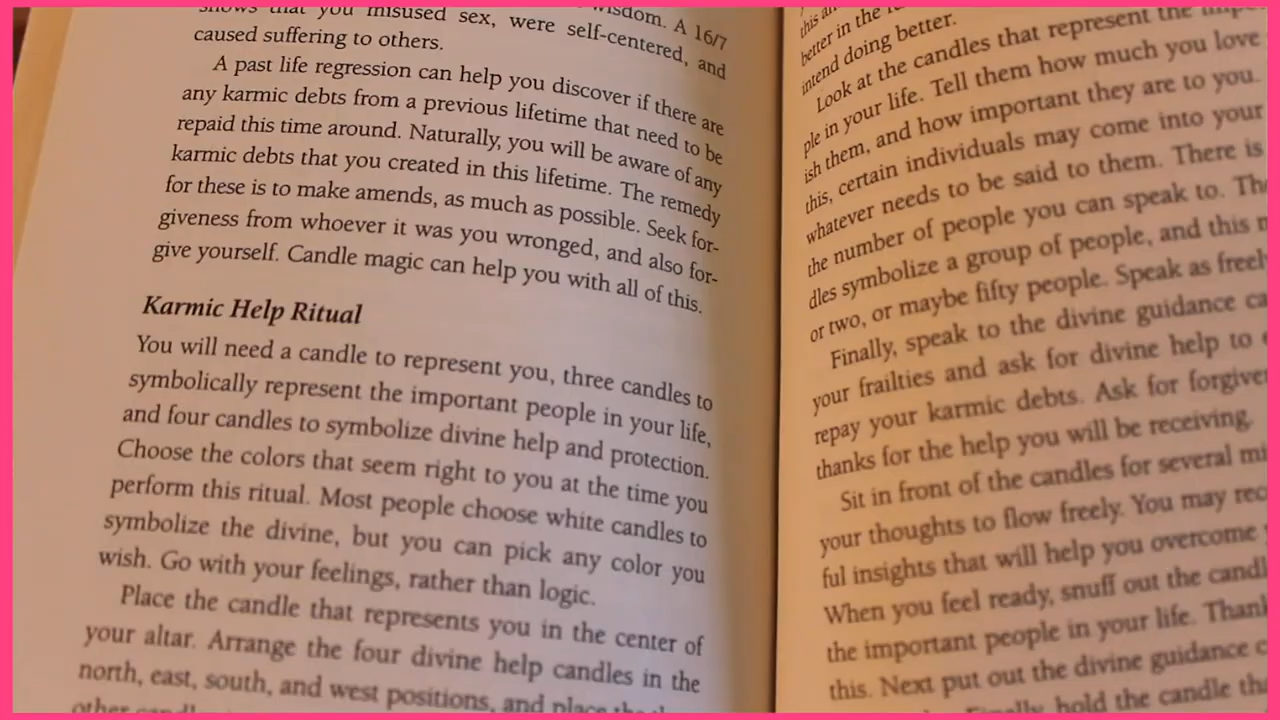 shows that you misused sex, were self-centered, and
wisdom. A 16/7
caused suffering to others.
A past life regression can help you discover if there are
any karmic debts from a previous lifetime that need to be
repaid this time around. Naturally, you will be aware of any
karmic debts that you created in this lifetime. The remedy
for these is to make amends, as much as possible. Seek for-
giveness from whoever it was you wronged, and also for-
give yourself. Candle magic can help you with all of this.
Karmic Help Ritual
You will need a candle to represent you, three candles to
symbolically represent the important people in your life,
and four candles to symbolize divine help and protection.
Choose the colors that seem right to you at the time you
perform this ritual. Most people choose white candles to
symbolize the divine, but you can pick any color you
wish. Go with your feelings, rather than logic.
Place the candle that represents you in the center of
your altar. Arrange the four divine help candles in the
north, east, south, and west positions, and place the
other
this
better in the
intend doing better.
Look at the candles that represent the
ple in your life. Tell them how much you love
ish them, and how important they are to you.
this, certain individuals may come into your
whatever needs to be said to them. There is
the number of people you can speak to.
dles symbolize a group of people, and this
or two, or maybe fifty people. Speak as
Finally, speak to the divine guidance
your frailties and ask for divine help to
repay your karmic debts. Ask for
thanks for the help you will be receiving.
Sit in front of the candles for several
your thoughts to flow freely. You may
ful insights that will help you overcome
When you feel ready, snuff out the
the important people in your life.
this. Next put out the divine guidance
Finally, hold the candle